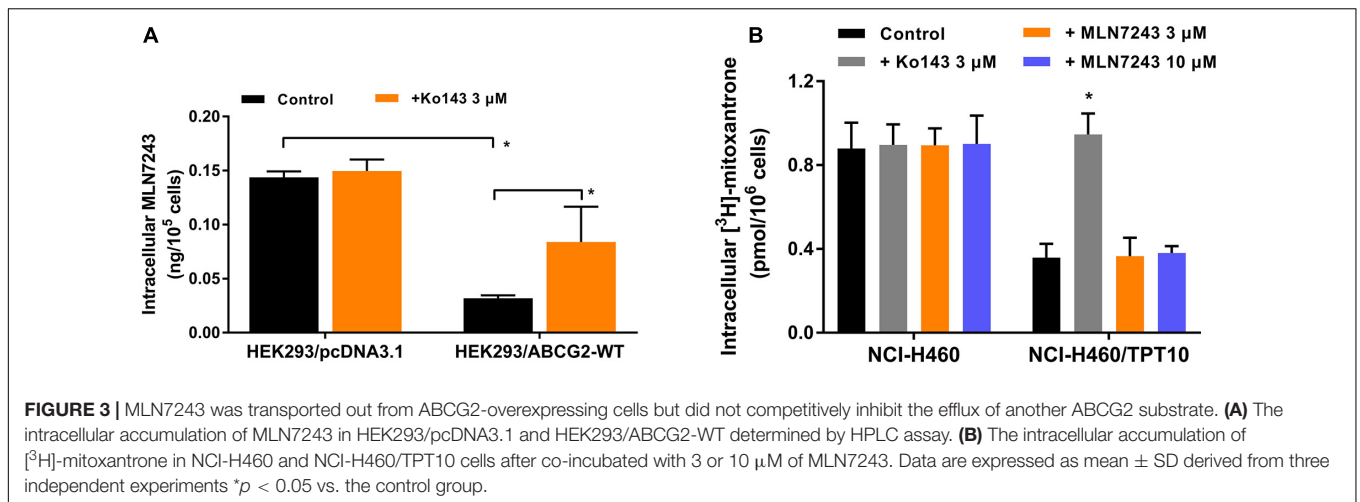 A
Control +Ko143 3 µM
Intracellular MLN7243
(ng/10⁵ cells)
0.20
0.15
0.10
0.05
0.00
*
*
HEK293/pcDNA3.1 HEK293/ABCG2-WT
B
Control + MLN7243 3 µM
+ Ko143 3 µM + MLN7243 10 µM
Intracellular [³H]-mitoxantrone
(pmol/10⁶ cells)
1.2
0.8
0.4
0.0
*
NCI-H460 NCI-H460/TPT10
FIGURE 3 | MLN7243 was transported out from ABCG2-overexpressing cells but did not competitively inhibit the efflux of another ABCG2 substrate. (A) The
intracellular accumulation of MLN7243 in HEK293/pcDNA3.1 and HEK293/ABCG2-WT determined by HPLC assay. (B) The intracellular accumulation of
[³H]-mitoxantrone in NCI-H460 and NCI-H460/TPT10 cells after co-incubated with 3 or 10 µM of MLN7243. Data are expressed as mean ± SD derived from three
independent experiments *p < 0.05 vs. the control group.